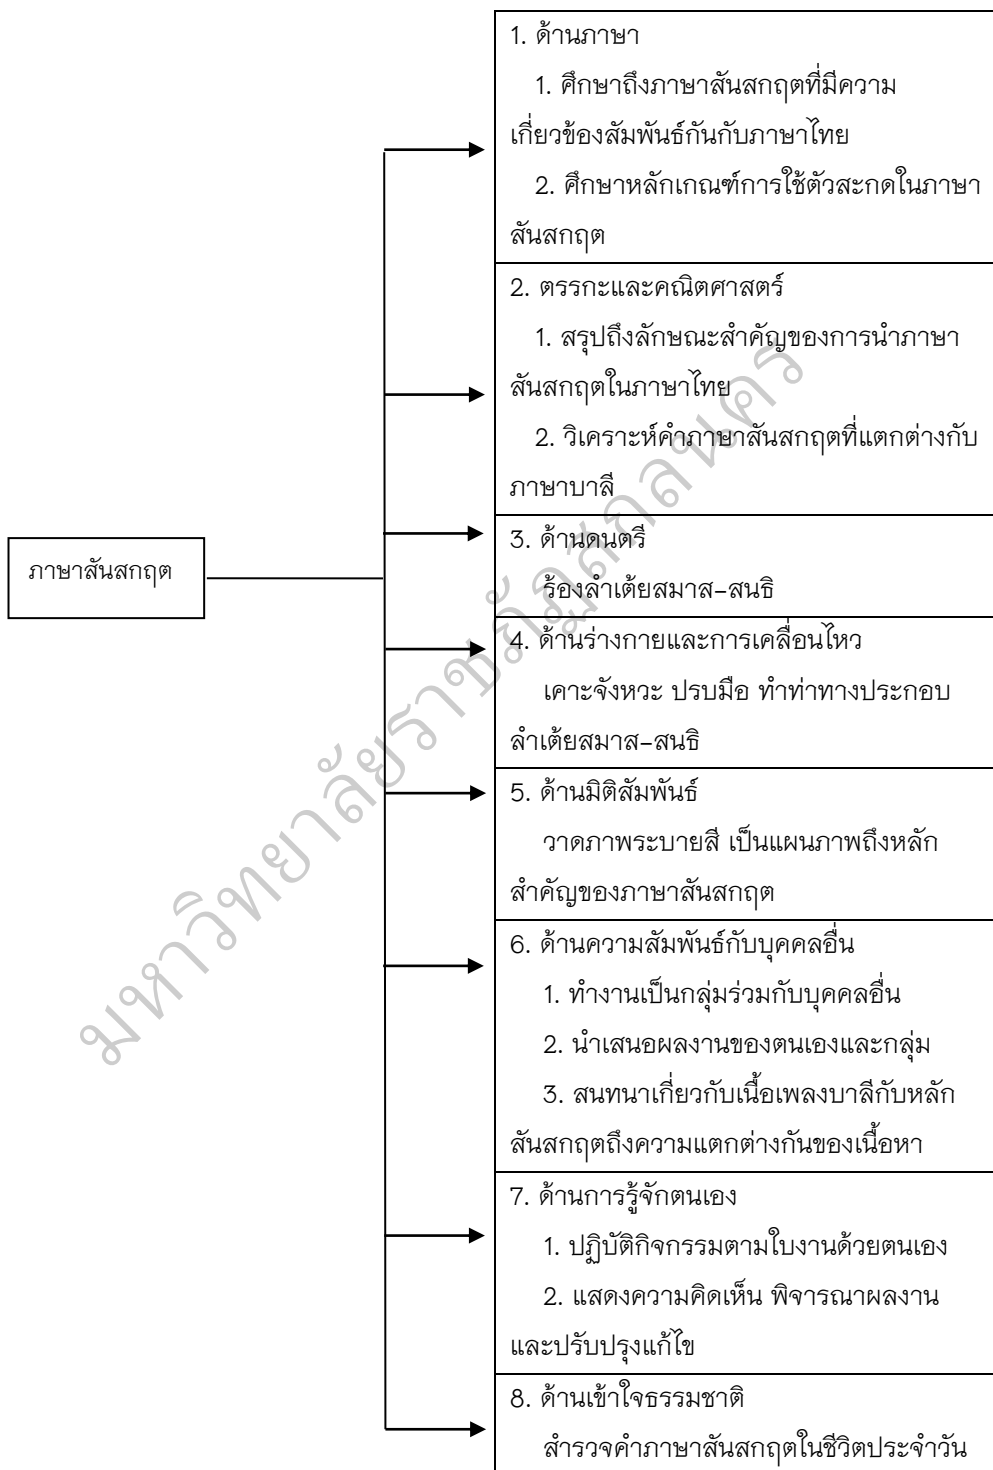 1. ด้านภาษา
1. ศึกษาถึงภาษาสันสกฤตที่มีความ
เกี่ยวข้องสัมพันธ์กันกับภาษาไทย
2. ศึกษาหลักเกณฑ์การใช้ตัวสะกดในภาษา
สันสกฤต
2. ตรรกะและคณิตศาสตร์
1. สรุปถึงลักษณะสำคัญของการนำภาษา
สันสกฤตในภาษาไทย
2. วิเคราะห์คำภาษาสันสกฤตที่แตกต่างกับ
ภาษาบาลี
3. ด้านดนตรี
ร้องลำเต้ยสมาส-สนธิ
ภาษาสันสกฤต
4. ด้านร่างกายและการเคลื่อนไหว
เคาะจังหวะ ปรบมือ ทำท่าทางประกอบ
ลำเต้ยสมาส-สนธิ
5. ด้านมิติสัมพันธ์
วาดภาพระบายสี เป็นแผนภาพถึงหลัก
สำคัญของภาษาสันสกฤต
6. ด้านความสัมพันธ์กับบุคคลอื่น
1. ทำงานเป็นกลุ่มร่วมกับบุคคลอื่น
2. นำเสนอผลงานของตนเองและกลุ่ม
3. สนทนาเกี่ยวกับเนื้อเพลงบาลีกับหลัก
สันสกฤตถึงความแตกต่างกันของเนื้อหา
7. ด้านการรู้จักตนเอง
1. ปฏิบัติกิจกรรมตามใบงานด้วยตนเอง
2. แสดงความคิดเห็น พิจารณาผลงาน
และปรับปรุงแก้ไข
8. ด้านเข้าใจธรรมชาติ
สำรวจคำภาษาสันสกฤตในชีวิตประจำวัน
มหาวิทยาลัยราชภัฏสกลนคร